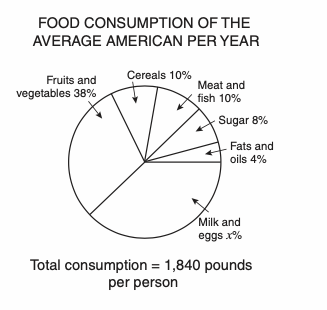 FOOD CONSUMPTION OF THE
AVERAGE AMERICAN PER YEAR
Fruits and
vegetables 38%
Cereals 10%
Meat and
fish 10%
Sugar 8%
Fats and
oils 4%
Milk and
eggs x%
Total consumption = 1,840 pounds
per person